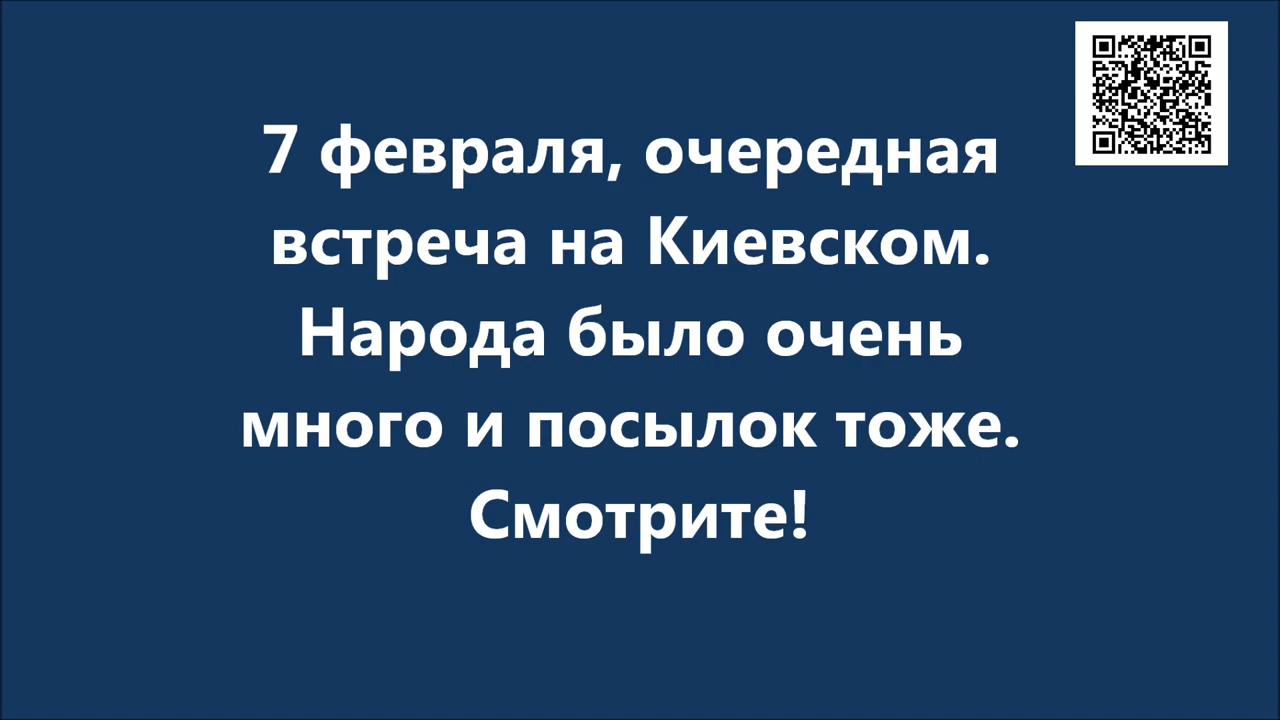 7 февраля, очередная
встреча на Киевском.
Народа было очень
много и посылок тоже.
Смотрите!